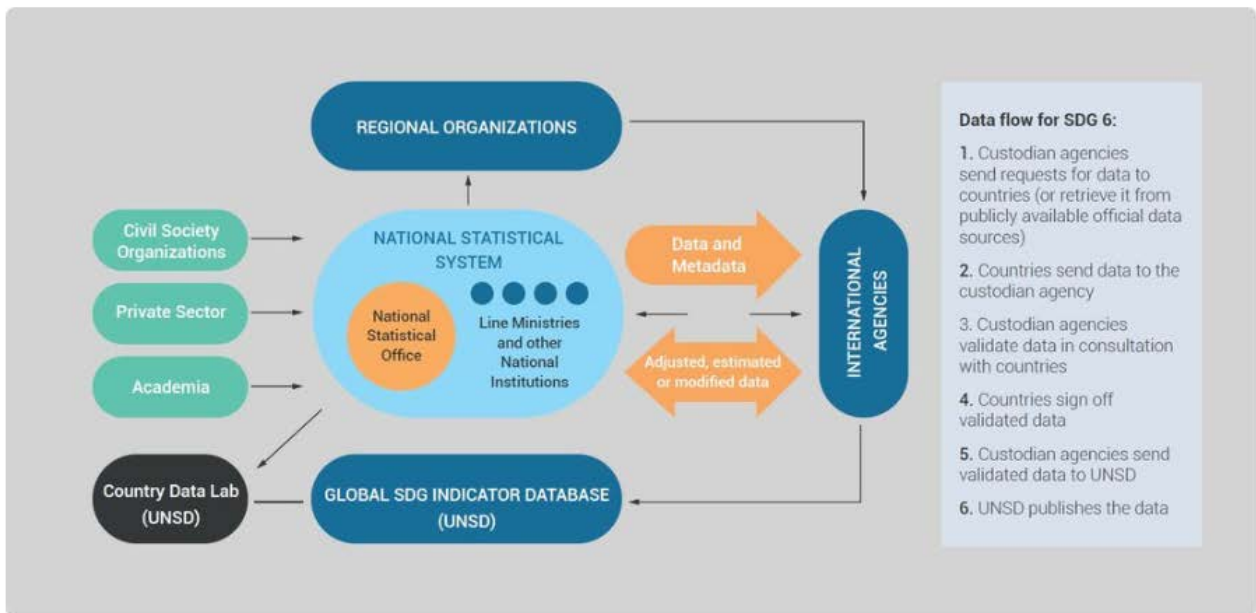 REGIONAL ORGANIZATIONS
Civil Society
Organizations
Private Sector
Academia
NATIONAL STATISTICAL
SYSTEM
National
Statistical
Office
Line Ministries
and other
National
Institutions
Data and
Metadata
Adjusted, estimated
or modified data
INTERNATIONAL
AGENCIES
Country Data Lab
(UNSD)
GLOBAL SDG INDICATOR DATABASE
(UNSD)
Data flow for SDG 6:
1. Custodian agencies
send requests for data to
countries (or retrieve it from
publicly available official data
sources)
2. Countries send data to the
custodian agency
3. Custodian agencies
validate data in consultation
with countries
4. Countries sign off
validated data
5. Custodian agencies send
validated data to UNSD
6. UNSD publishes the data